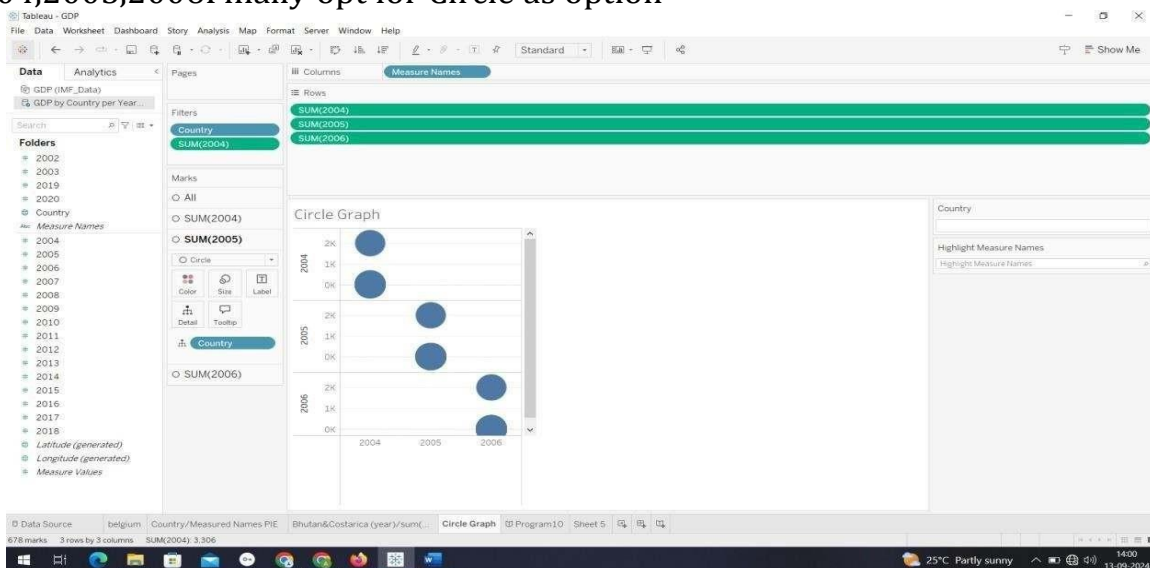 04,2005,2006. many opt for Circle as option
Tableau - GDP
File Data Worksheet Dashboard Story Analysis Map Format Server Window Help
Standard
Show Me
Data Analytics
GDP (IMF_Data)
GDP by Country per Year...
Search
Folders
2002
2003
2019
2020
Country
Abc Measure Names
2004
2005
2006
2007
2008
2009
2010
2011
2012
2013
2014
2015
2016
2017
2018
Latitude (generated)
Longitude (generated)
Measure Values
Pages
Filters
Country
SUM(2004)
Marks
All
SUM(2004)
SUM(2005)
Circle
Color Size Label
Detail Tooltip
Country
SUM(2006)
Columns Measure Names
Rows
SUM(2004)
SUM(2005)
SUM(2006)
Circle Graph
2004
2K
1K
0K
2005
2K
1K
0K
2006
2K
1K
0K
2004 2005 2006
Country
Highlight Measure Names
Highlight Measure Names
Data Source belgium Country/Measured Names PIE Bhutan&Costarica (year)/sum(... Circle Graph Program10 Sheet 5
678 marks 3 rows by 3 columns SUM(2004): 3,306
25°C Partly sunny 14:00
13-09-2024